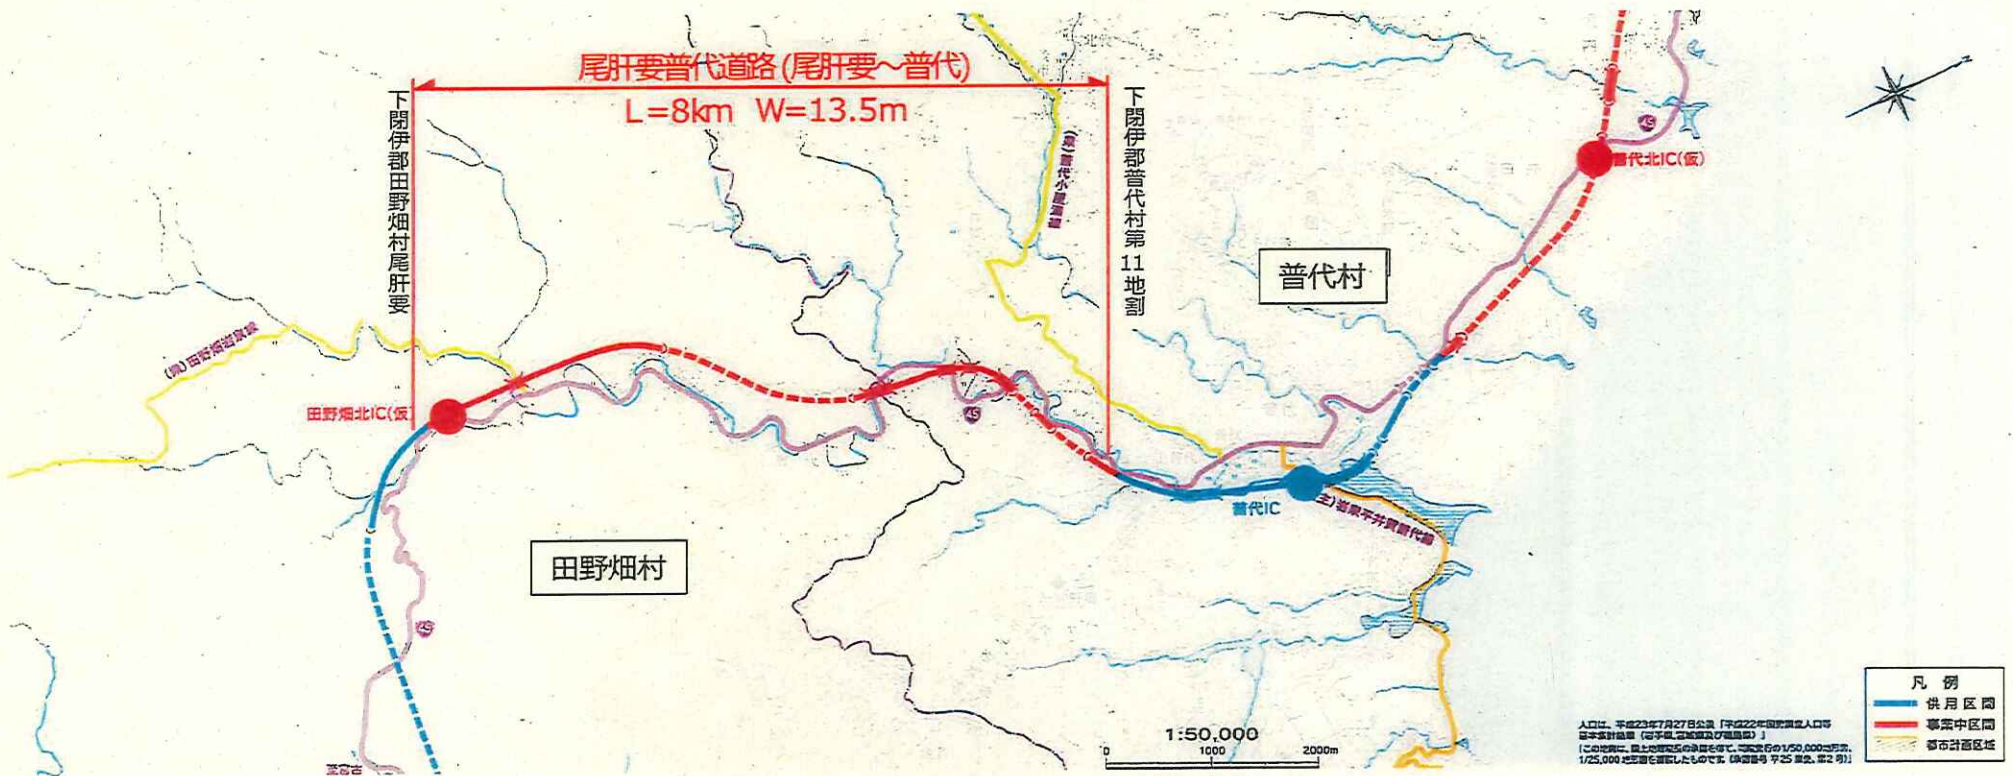 尾肝要普代道路(尾肝要～普代)
L=8km W=13.5m
下閉伊郡田野畑村尾肝要
下閉伊郡普代村第11地割
45
普代北IC(仮)
普代村
田野畑北IC(仮)
45
普代IC
田野畑村
45
1:50,000
0 1000 2000m
凡 例
供用区間
事業中区間
都市計画区域